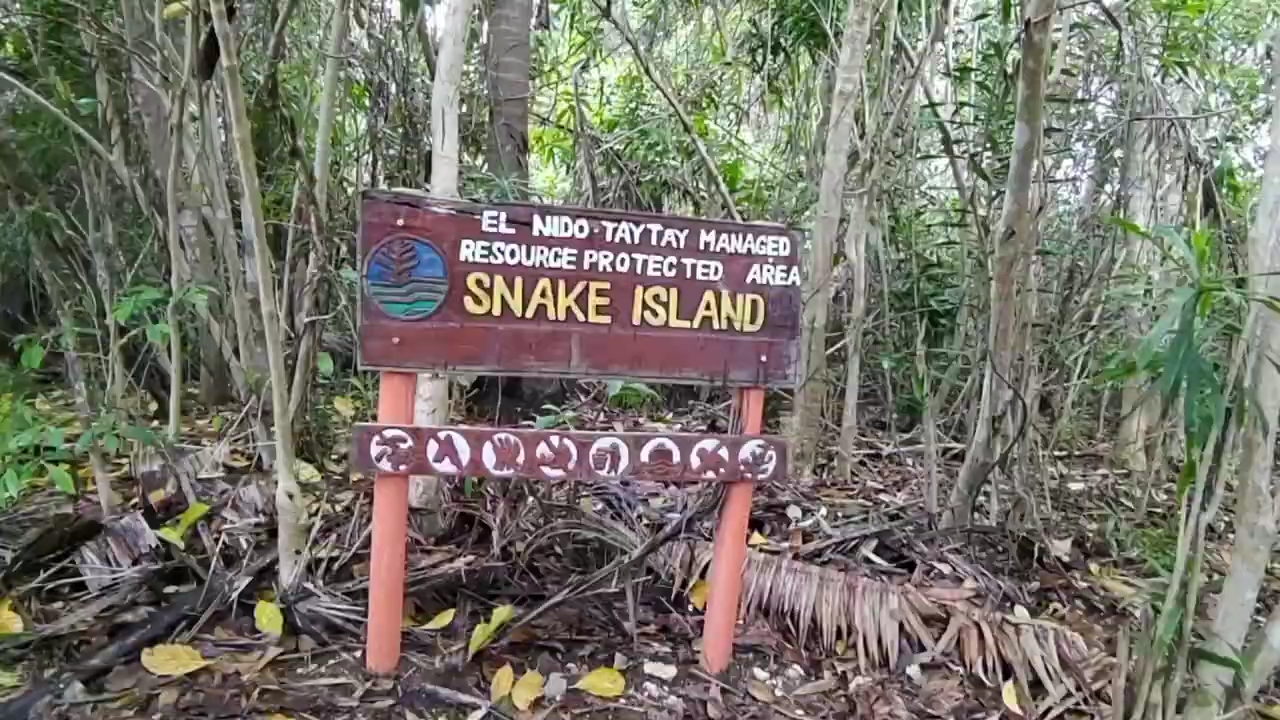 EL NIDO-TAYTAY MANAGED
RESOURCE PROTECTED AREA
SNAKE ISLAND